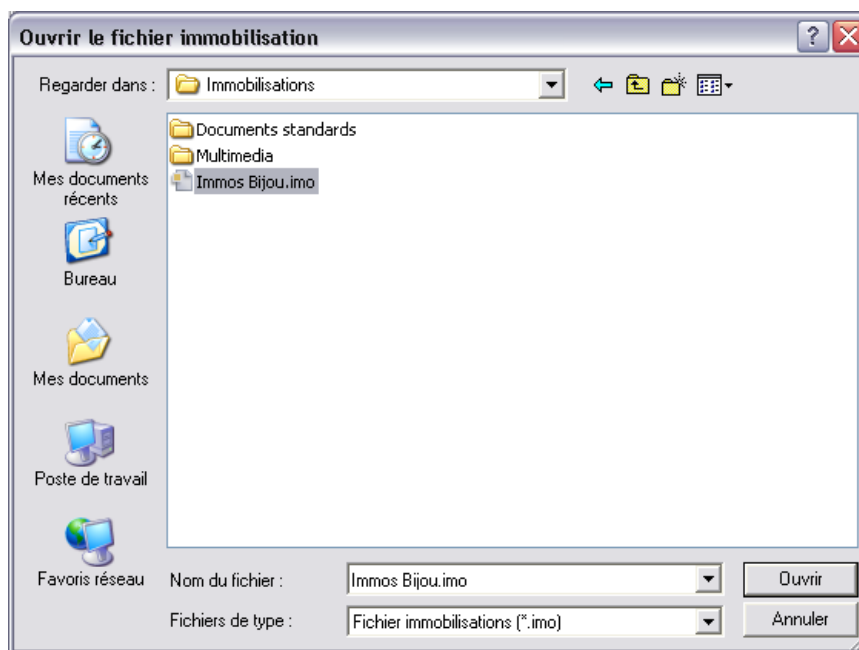 Ouvrir le fichier immobilisation
Regarder dans :
Immobilisations
Mes documents récents
Bureau
Mes documents
Poste de travail
Favoris réseau
Documents standards
Multimedia
Immos Bijou.imo
Nom du fichier :
Immos Bijou.imo
Ouvrir
Fichiers de type :
Fichier immobilisations (*.imo)
Annuler